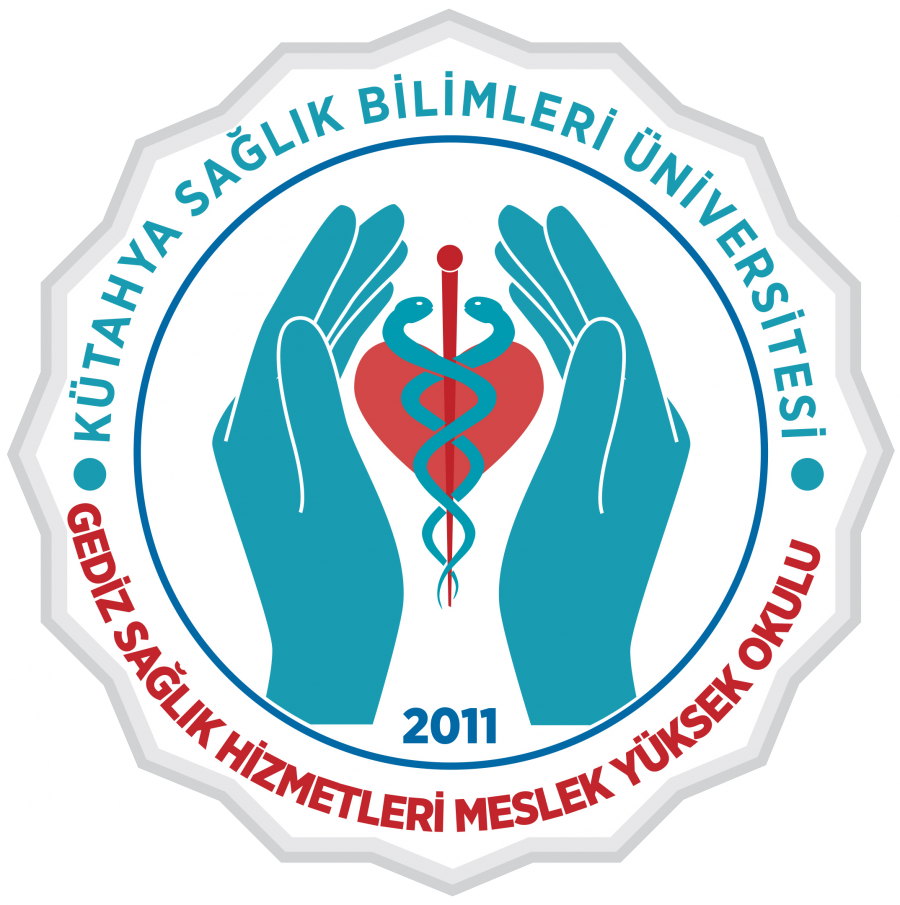 KÜTAHYA SAĞLIK BİLİMLERİ ÜNİVERSİTESİ
2011
GEDİZ SAĞLIK HİZMETLERİ MESLEK YÜKSEK OKULU